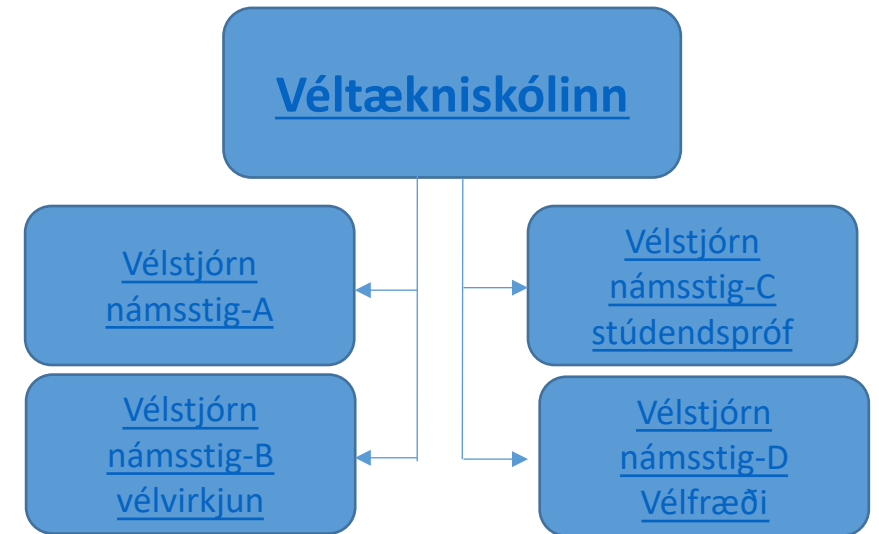 Véltækniskólinn
Vélstjórn
námsstig-A
Vélstjórn
námsstig-C
stúdendspróf
Vélstjórn
námsstig-B
vélvirkjun
Vélstjórn
námsstig-D
Vélfræði